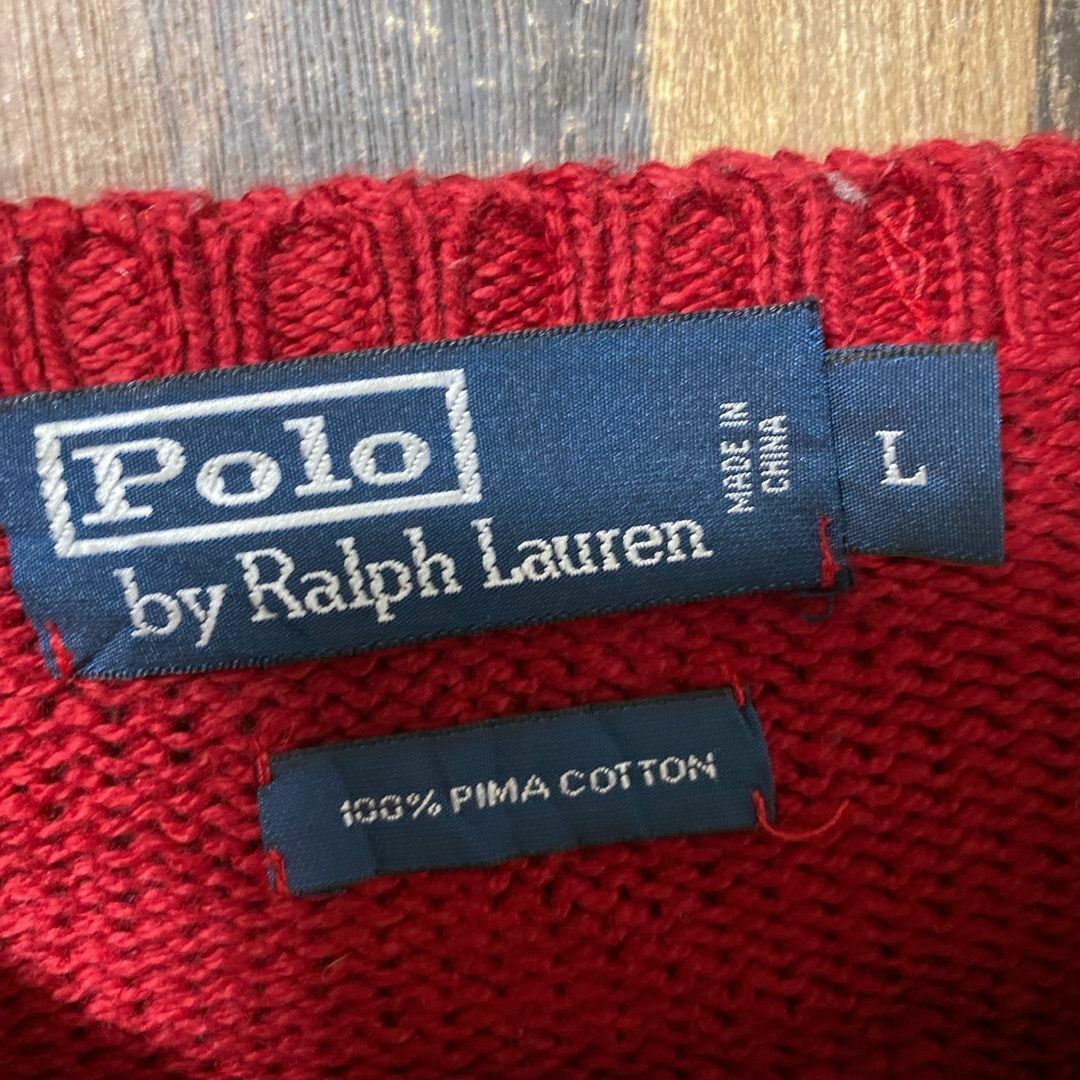 Polo
by Ralph Lauren
MADE IN
CHINA
L
100% PIMA COTTON